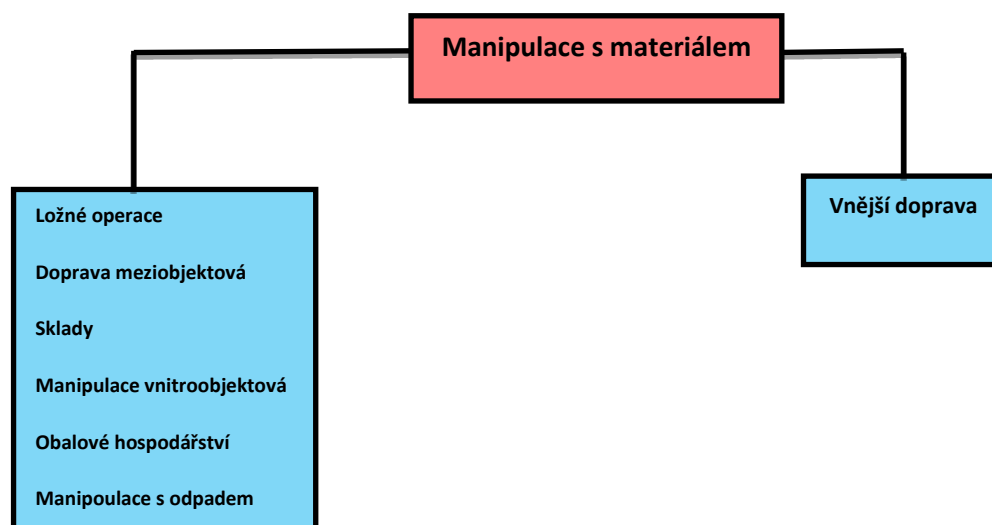 Manipulace s materiálem
Ložné operace
Doprava meziobjektová
Sklady
Manipulace vnitroobjektová
Obalové hospodářství
Manipoulace s odpadem
Vnější doprava